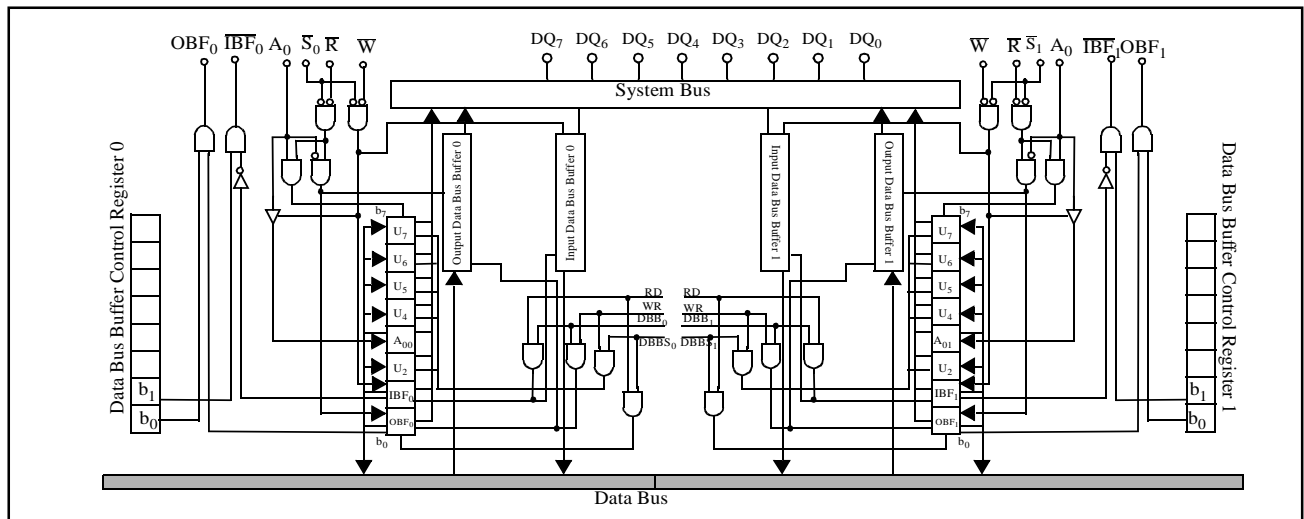 OBF₀ I̅B̅F̅₀ A₀ S̅₀ R̅ W̅ DQ₇ DQ₆ DQ₅ DQ₄ DQ₃ DQ₂ DQ₁ DQ₀ W̅ R̅ S̅₁ A₀ I̅B̅F̅₁ OBF₁
System Bus
Data Bus Buffer Control Register 0
Output Data Bus Buffer 0
Input Data Bus Buffer 0
Input Data Bus Buffer 1
Output Data Bus Buffer 1
Data Bus Buffer Control Register 1
b₇ b₇
U₇ U₇
U₆ U₆
U₅ U₅
U₄ U₄
A₀₀ A₀₁
U₂ U₂
IBF₀ IBF₁
OBF₀ OBF₁
b₀ b₀
RD RD
WR WR
DBB₀ DBB₁
DBBS₀ DBBS₁
b₁ b₁
b₀ b₀
Data Bus